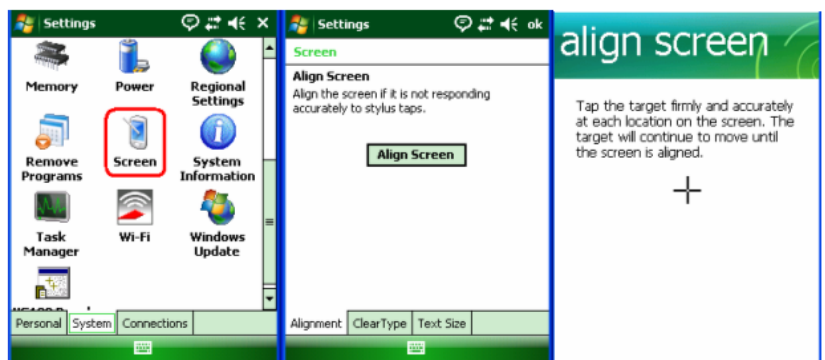 Settings
Memory Power Regional
Settings
Remove Screen System
Programs Information
Task Wi-Fi Windows
Manager Update
Personal System Connections
Settings ok
Screen
Align Screen
Align the screen if it is not responding
accurately to stylus taps.
Align Screen
Alignment ClearType Text Size
align screen
Tap the target firmly and accurately
at each location on the screen. The
target will continue to move until
the screen is aligned.